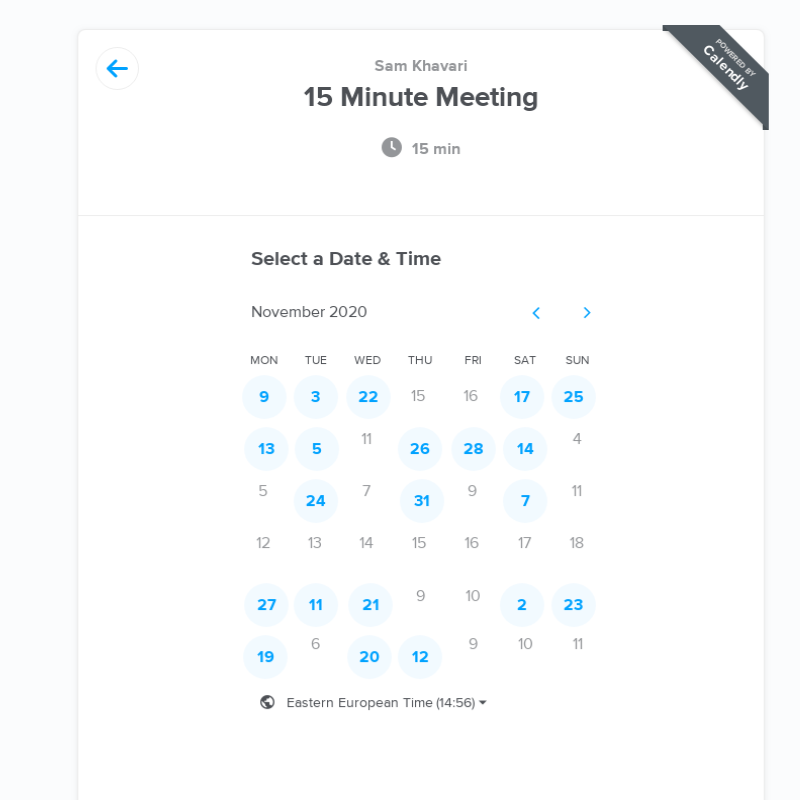 POWERED BY
Calendly
Sam Khavari
15 Minute Meeting
15 min
Select a Date & Time
November 2020
MON TUE WED THU FRI SAT SUN
9 3 22 15 16 17 25
13 5 11 26 28 14 4
5 24 7 31 9 7 11
12 13 14 15 16 17 18
27 11 21 9 10 2 23
19 6 20 12 9 10 11
Eastern European Time (14:56)